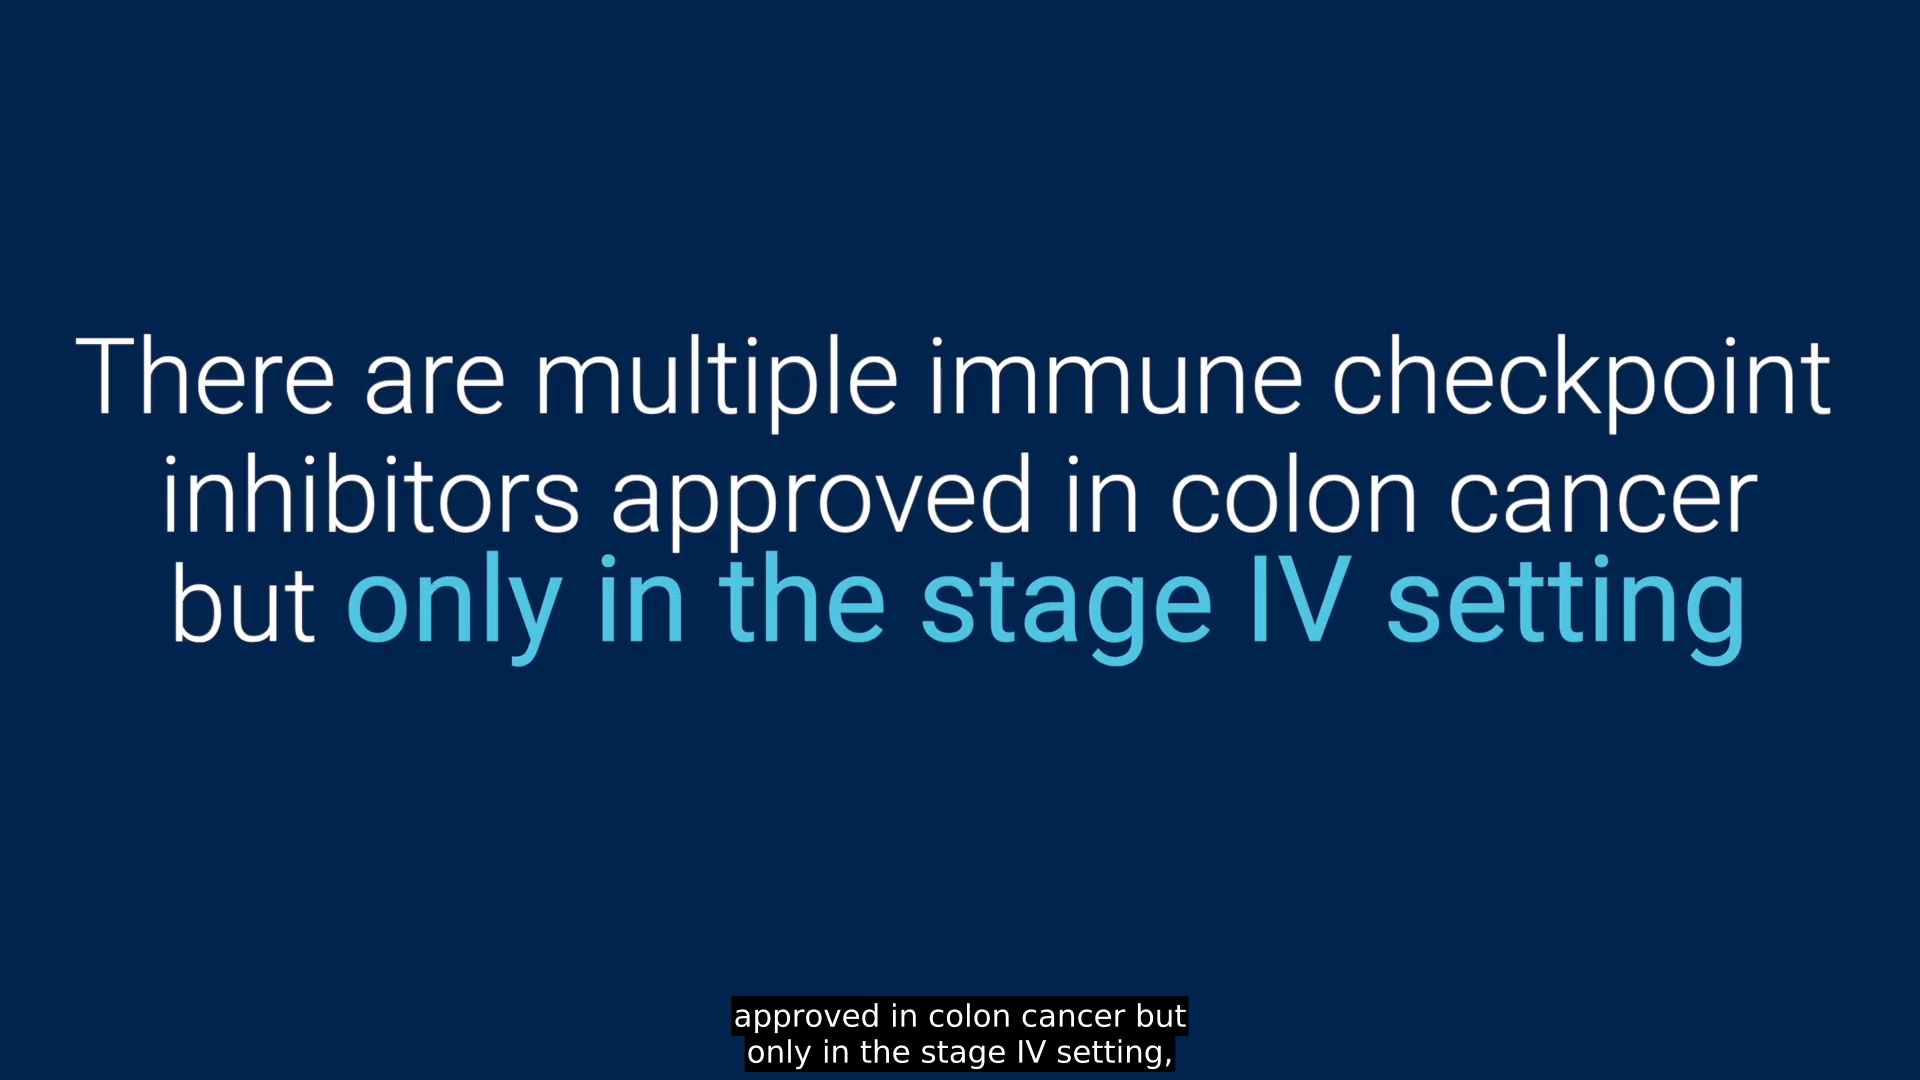 There are multiple immune checkpoint
inhibitors approved in colon cancer
but only in the stage IV setting
approved in colon cancer but
only in the stage IV setting,